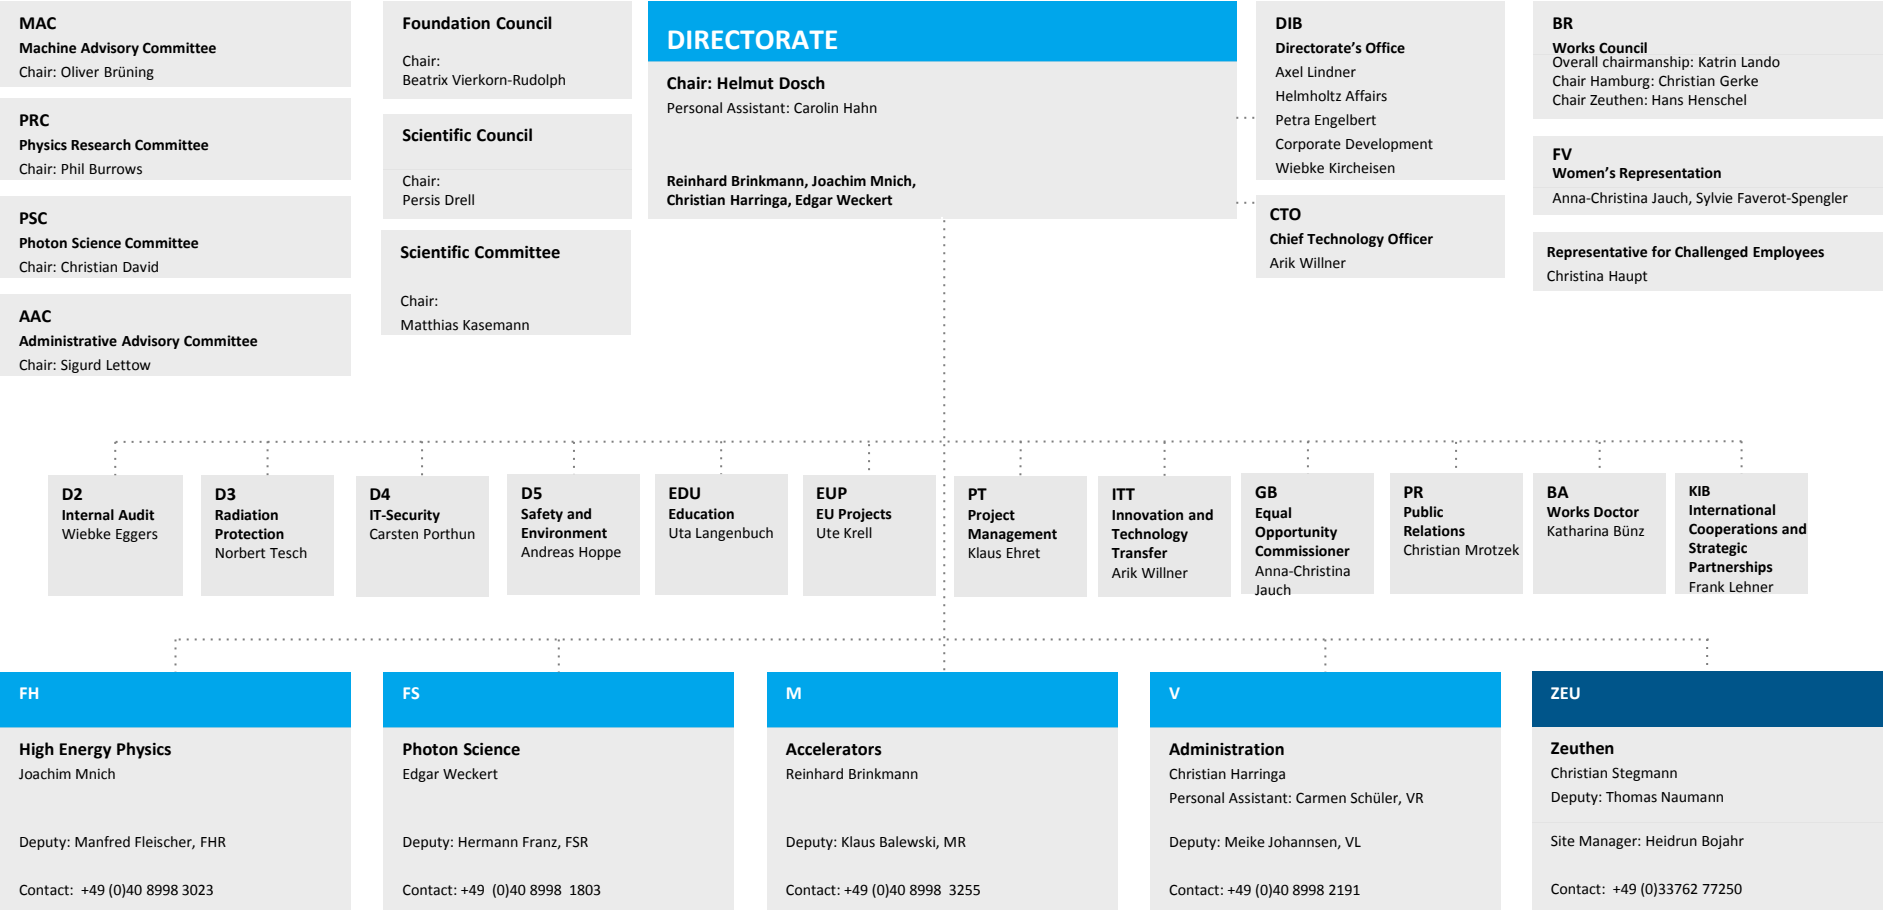 MAC
Machine Advisory Committee
Chair: Oliver Brüning
PRC
Physics Research Committee
Chair: Phil Burrows
PSC
Photon Science Committee
Chair: Christian David
AAC
Administrative Advisory Committee
Chair: Sigurd Lettow
Foundation Council
Chair:
Beatrix Vierkorn-Rudolph
Scientific Council
Chair:
Persis Drell
Scientific Committee
Chair:
Matthias Kasemann
DIRECTORATE
Chair: Helmut Dosch
Personal Assistant: Carolin Hahn
Reinhard Brinkmann, Joachim Mnich,
Christian Harringa, Edgar Weckert
DIB
Directorate’s Office
Axel Lindner
Helmholtz Affairs
Petra Engelbert
Corporate Development
Wiebke Kircheisen
CTO
Chief Technology Officer
Arik Willner
BR
Works Council
Overall chairmanship: Katrin Lando
Chair Hamburg: Christian Gerke
Chair Zeuthen: Hans Henschel
FV
Women’s Representation
Anna-Christina Jauch, Sylvie Faverot-Spengler
Representative for Challenged Employees
Christina Haupt
D2
Internal Audit
Wiebke Eggers
D3
Radiation
Protection
Norbert Tesch
D4
IT-Security
Carsten Porthun
D5
Safety and
Environment
Andreas Hoppe
EDU
Education
Uta Langenbuch
EUP
EU Projects
Ute Krell
PT
Project
Management
Klaus Ehret
ITT
Innovation and
Technology
Transfer
Arik Willner
GB
Equal
Opportunity
Commissioner
Anna-Christina
Jauch
PR
Public
Relations
Christian Mrotzek
BA
Works Doctor
Katharina Bünz
KIB
International
Cooperations and
Strategic
Partnerships
Frank Lehner
FH
High Energy Physics
Joachim Mnich
Deputy: Manfred Fleischer, FHR
Contact: +49 (0)40 8998 3023
FS
Photon Science
Edgar Weckert
Deputy: Hermann Franz, FSR
Contact: +49 (0)40 8998 1803
M
Accelerators
Reinhard Brinkmann
Deputy: Klaus Balewski, MR
Contact: +49 (0)40 8998 3255
V
Administration
Christian Harringa
Personal Assistant: Carmen Schüler, VR
Deputy: Meike Johannsen, VL
Contact: +49 (0)40 8998 2191
ZEU
Zeuthen
Christian Stegmann
Deputy: Thomas Naumann
Site Manager: Heidrun Bojahr
Contact: +49 (0)33762 77250